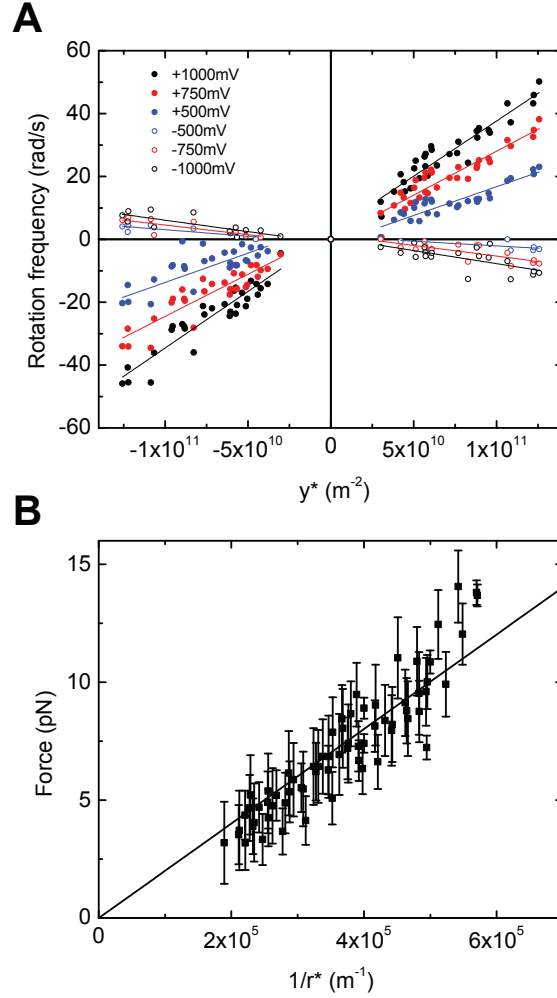 A
60
+1000mV
+750mV
+500mV
-500mV
-750mV
-1000mV
40
20
0
-20
-40
-60
Rotation frequency (rad/s)
-1x10¹¹ -5x10¹⁰ 0 5x10¹⁰ 1x10¹¹
y* (m⁻²)
B
15
10
5
0
Force (pN)
0 2x10⁵ 4x10⁵ 6x10⁵
1/r* (m⁻¹)